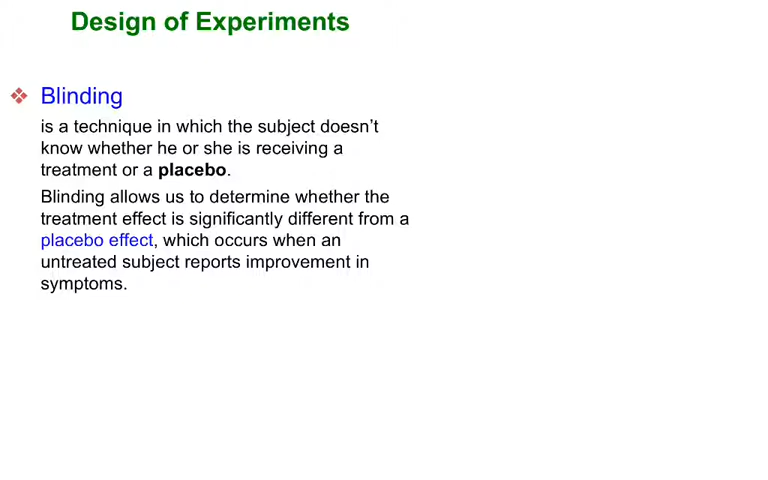 Design of Experiments
❖ Blinding
is a technique in which the subject doesn’t
know whether he or she is receiving a
treatment or a placebo.
Blinding allows us to determine whether the
treatment effect is significantly different from a
placebo effect, which occurs when an
untreated subject reports improvement in
symptoms.